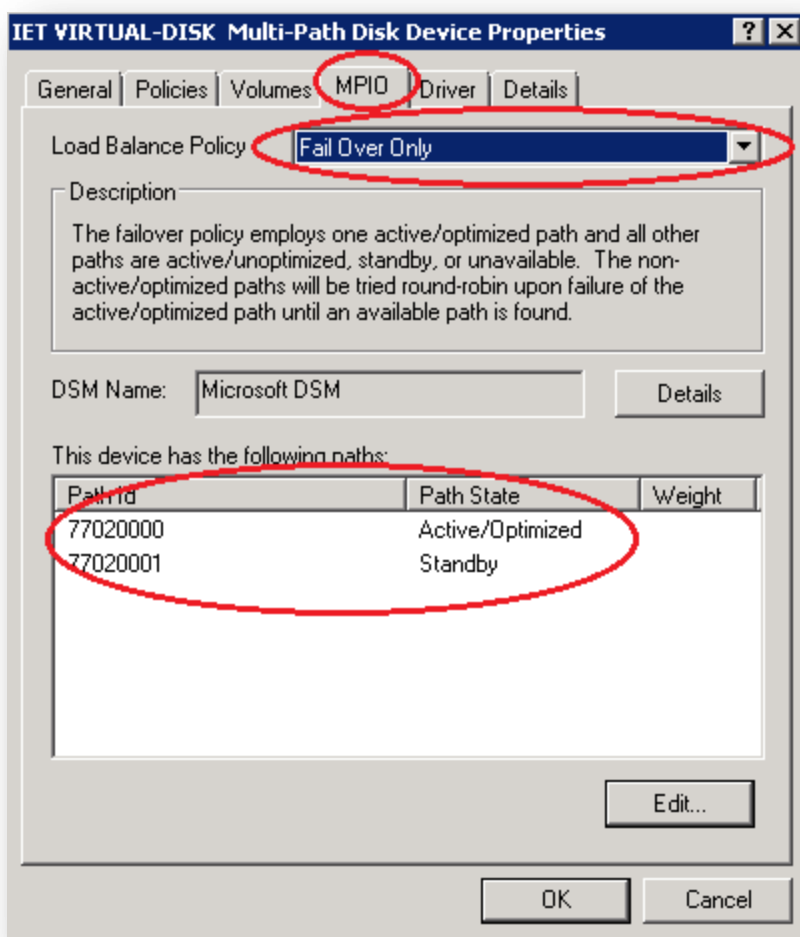 IET VIRTUAL-DISK Multi-Path Disk Device Properties
General Policies Volumes MPIO Driver Details
Load Balance Policy Fail Over Only
Description
The failover policy employs one active/optimized path and all other
paths are active/unoptimized, standby, or unavailable. The non-
active/optimized paths will be tried round-robin upon failure of the
active/optimized path until an available path is found.
DSM Name: Microsoft DSM Details
This device has the following paths:
Path Id Path State Weight
77020000 Active/Optimized
77020001 Standby
Edit...
OK Cancel